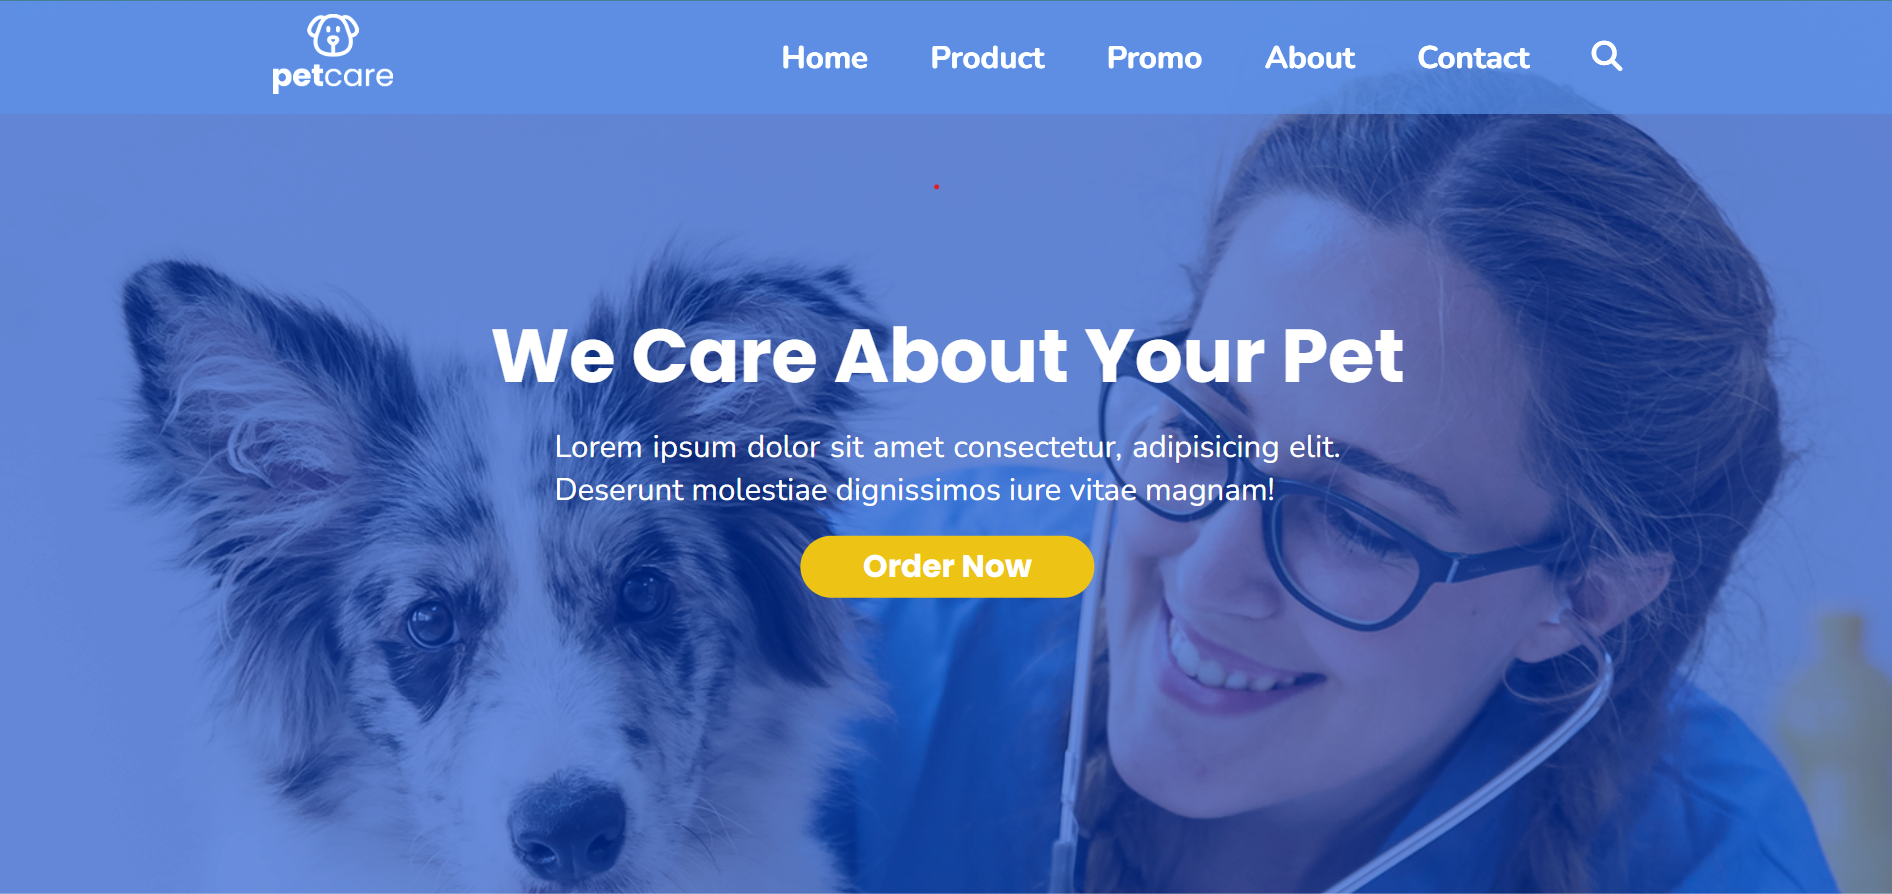 petcare
Home Product Promo About Contact
We Care About Your Pet
Lorem ipsum dolor sit amet consectetur, adipisicing elit.
Deserunt molestiae dignissimos iure vitae magnam!
Order Now